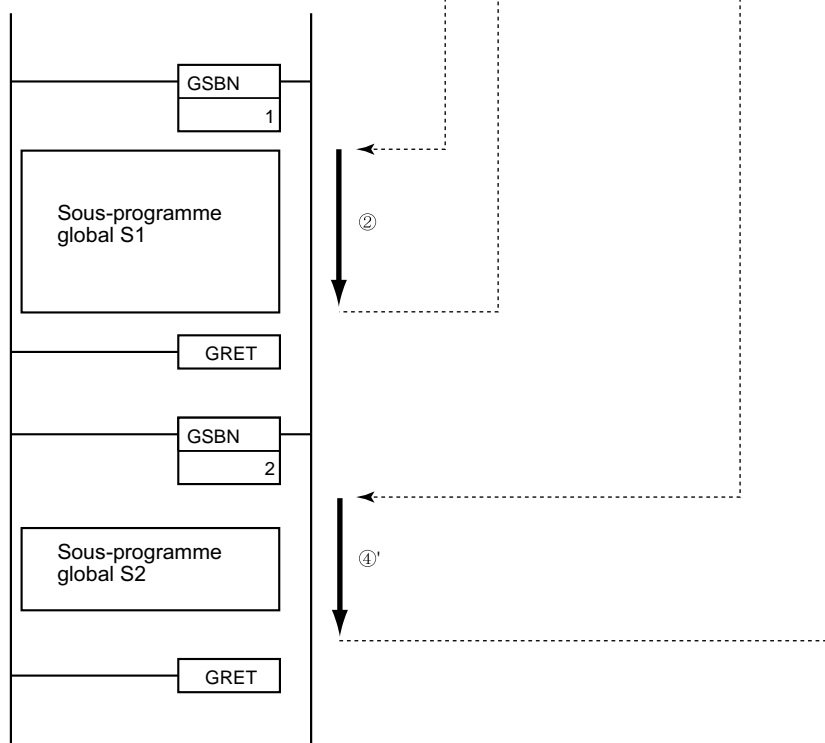 GSBN
1
Sous-programme
global S1
②
GRET
GSBN
2
Sous-programme
global S2
④'
GRET